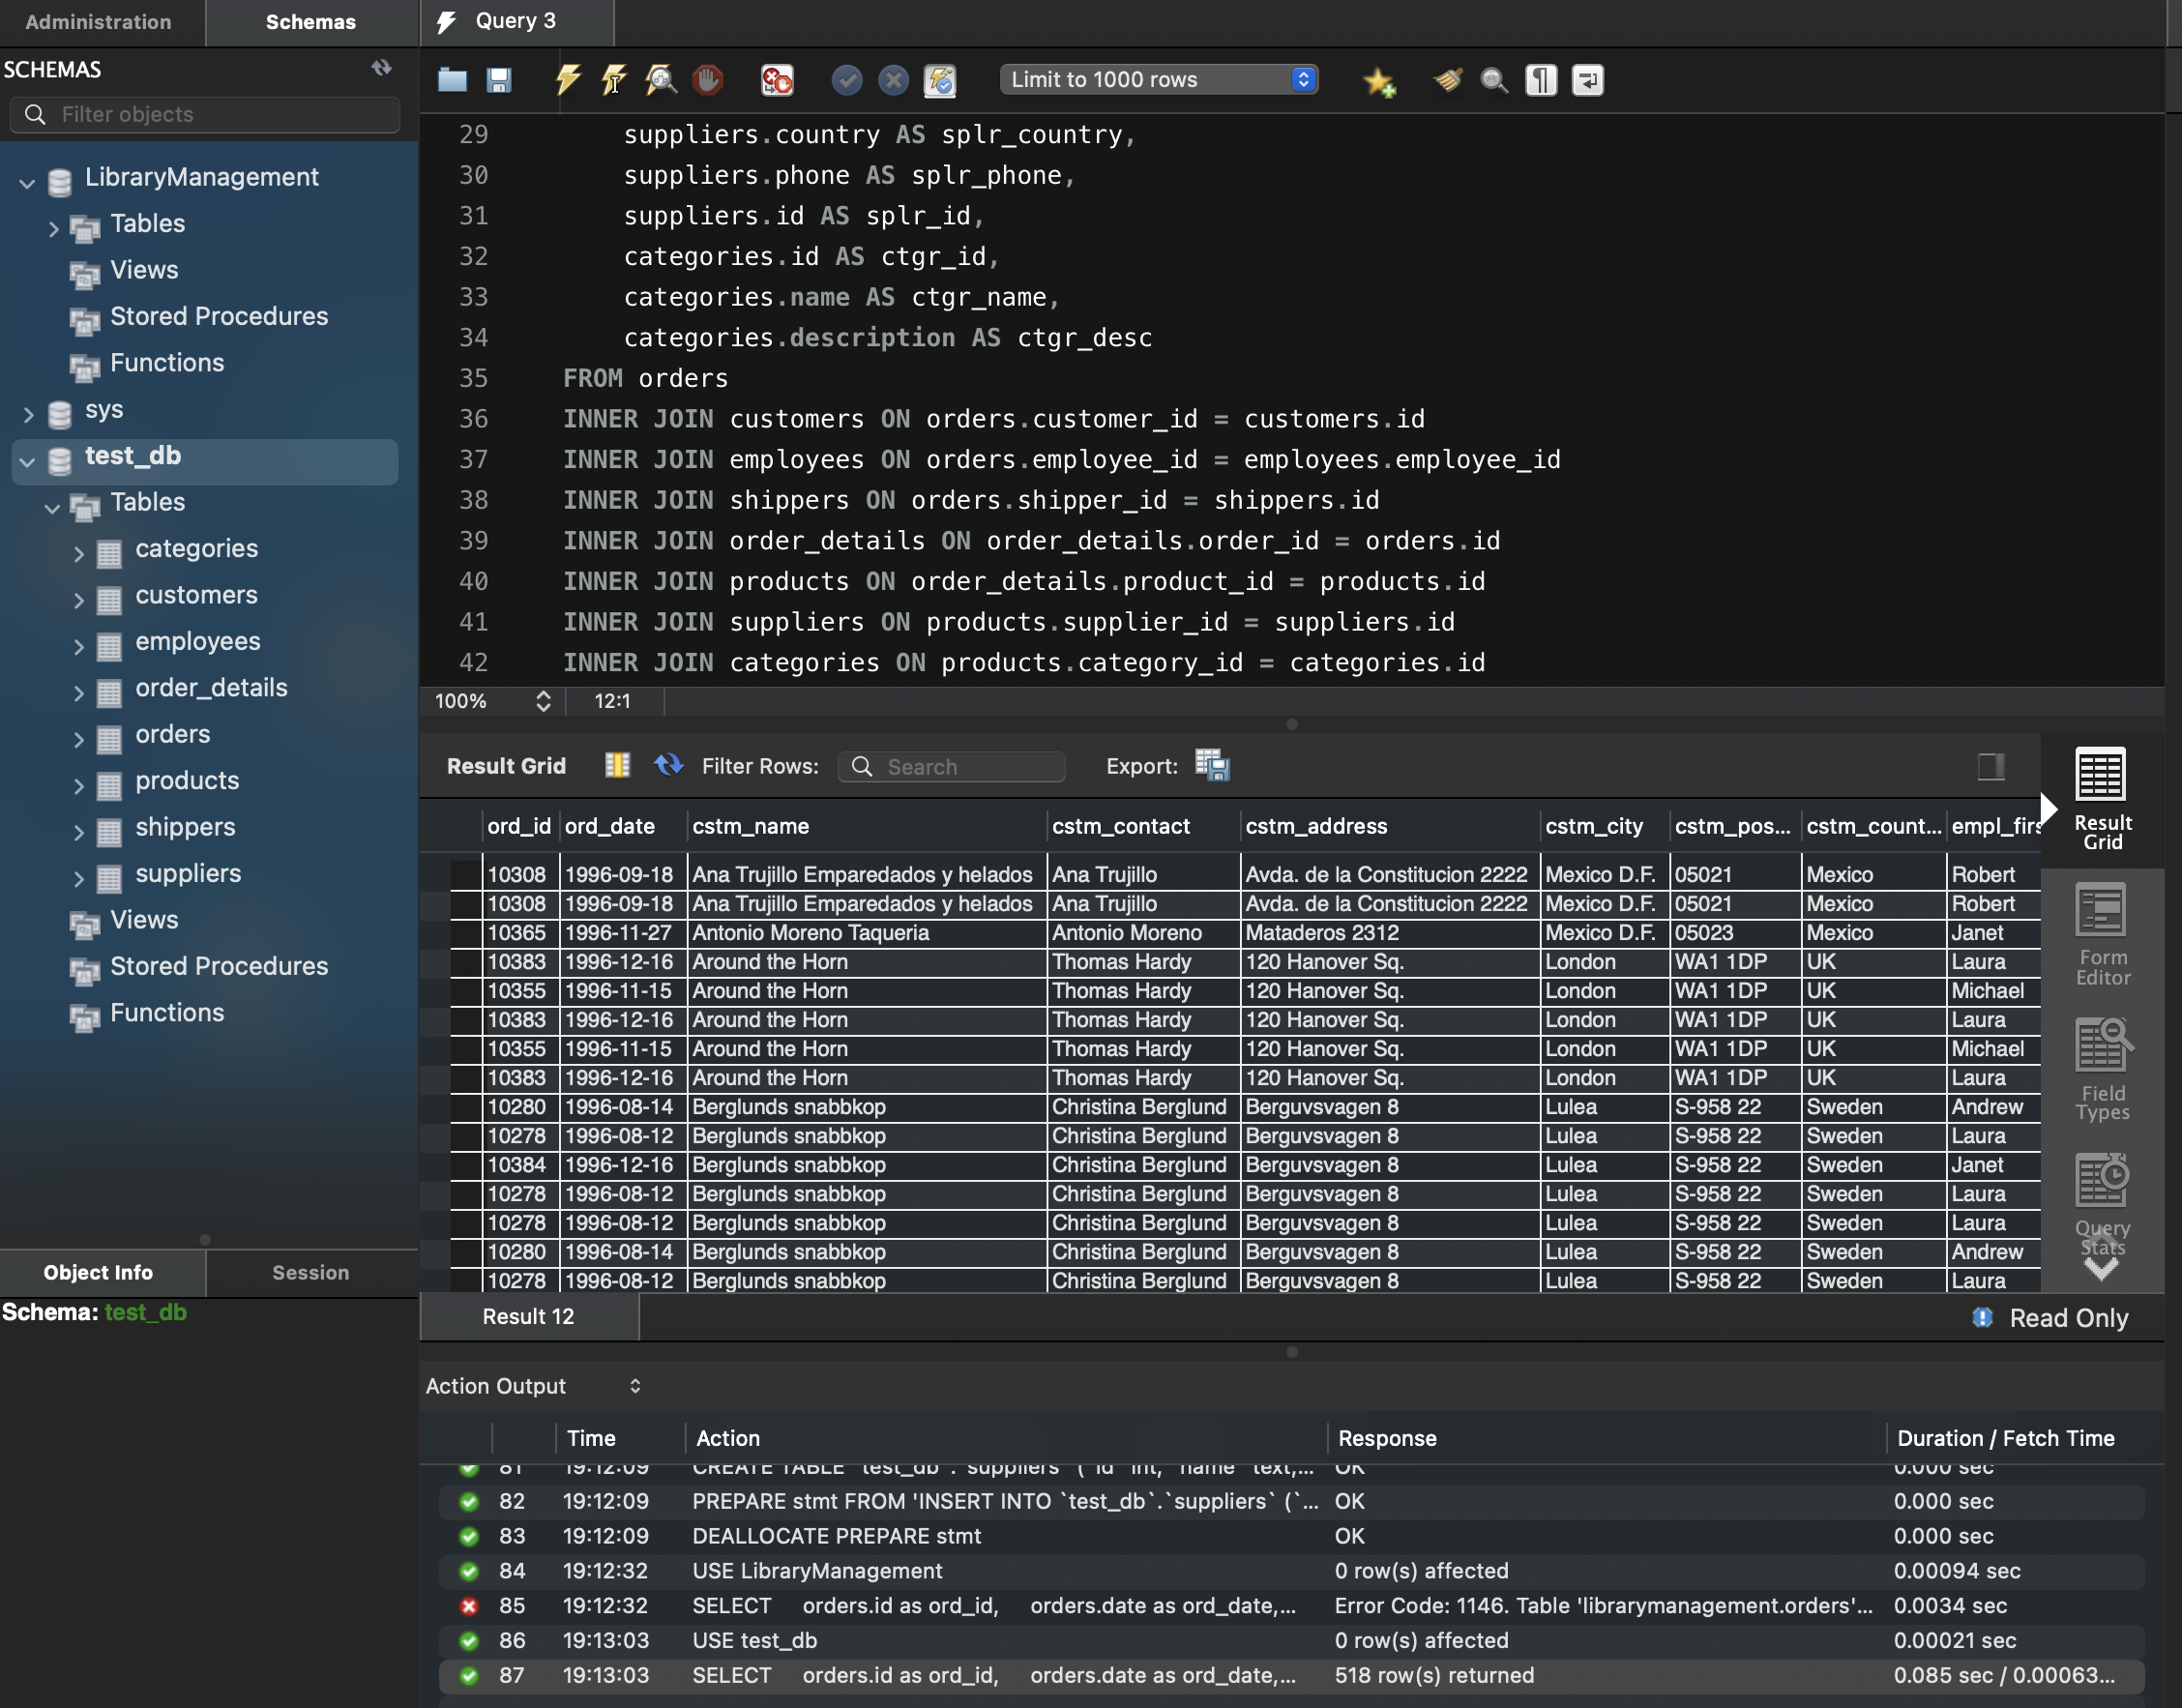 Administration Schemas
SCHEMAS
Filter objects
LibraryManagement
Tables
Views
Stored Procedures
Functions
sys
test_db
Tables
categories
customers
employees
order_details
orders
products
shippers
suppliers
Views
Stored Procedures
Functions
Object Info Session
Schema: test_db
Query 3
Limit to 1000 rows
29 suppliers.country AS splr_country,
30 suppliers.phone AS splr_phone,
31 suppliers.id AS splr_id,
32 categories.id AS ctgr_id,
33 categories.name AS ctgr_name,
34 categories.description AS ctgr_desc
35 FROM orders
36 INNER JOIN customers ON orders.customer_id = customers.id
37 INNER JOIN employees ON orders.employee_id = employees.employee_id
38 INNER JOIN shippers ON orders.shipper_id = shippers.id
39 INNER JOIN order_details ON order_details.order_id = orders.id
40 INNER JOIN products ON order_details.product_id = products.id
41 INNER JOIN suppliers ON products.supplier_id = suppliers.id
42 INNER JOIN categories ON products.category_id = categories.id
100% 12:1
Result Grid Filter Rows: Search Export:
ord_id ord_date cstm_name cstm_contact cstm_address cstm_city cstm_pos... cstm_count... empl_firs
10308 1996-09-18 Ana Trujillo Emparedados y helados Ana Trujillo Avda. de la Constitucion 2222 Mexico D.F. 05021 Mexico Robert
10308 1996-09-18 Ana Trujillo Emparedados y helados Ana Trujillo Avda. de la Constitucion 2222 Mexico D.F. 05021 Mexico Robert
10365 1996-11-27 Antonio Moreno Taqueria Antonio Moreno Mataderos 2312 Mexico D.F. 05023 Mexico Janet
10383 1996-12-16 Around the Horn Thomas Hardy 120 Hanover Sq. London WA1 1DP UK Laura
10355 1996-11-15 Around the Horn Thomas Hardy 120 Hanover Sq. London WA1 1DP UK Michael
10383 1996-12-16 Around the Horn Thomas Hardy 120 Hanover Sq. London WA1 1DP UK Laura
10355 1996-11-15 Around the Horn Thomas Hardy 120 Hanover Sq. London WA1 1DP UK Michael
10383 1996-12-16 Around the Horn Thomas Hardy 120 Hanover Sq. London WA1 1DP UK Laura
10280 1996-08-14 Berglunds snabbkop Christina Berglund Berguvsvagen 8 Lulea S-958 22 Sweden Andrew
10278 1996-08-12 Berglunds snabbkop Christina Berglund Berguvsvagen 8 Lulea S-958 22 Sweden Laura
10384 1996-12-16 Berglunds snabbkop Christina Berglund Berguvsvagen 8 Lulea S-958 22 Sweden Janet
10278 1996-08-12 Berglunds snabbkop Christina Berglund Berguvsvagen 8 Lulea S-958 22 Sweden Laura
10278 1996-08-12 Berglunds snabbkop Christina Berglund Berguvsvagen 8 Lulea S-958 22 Sweden Laura
10280 1996-08-14 Berglunds snabbkop Christina Berglund Berguvsvagen 8 Lulea S-958 22 Sweden Andrew
10278 1996-08-12 Berglunds snabbkop Christina Berglund Berguvsvagen 8 Lulea S-958 22 Sweden Laura
Result
Grid
Form
Editor
Field
Types
Query
Stats
Result 12 Read Only
Action Output
Time Action Response Duration / Fetch Time
81 19:12:09 CREATE TABLE `test_db`.`suppliers` (`id` int, `name` text,... OK 0.000 sec
82 19:12:09 PREPARE stmt FROM 'INSERT INTO `test_db`.`suppliers` (`... OK 0.000 sec
83 19:12:09 DEALLOCATE PREPARE stmt OK 0.000 sec
84 19:12:32 USE LibraryManagement 0 row(s) affected 0.00094 sec
85 19:12:32 SELECT orders.id as ord_id, orders.date as ord_date,... Error Code: 1146. Table 'librarymanagement.orders'... 0.0034 sec
86 19:13:03 USE test_db 0 row(s) affected 0.00021 sec
87 19:13:03 SELECT orders.id as ord_id, orders.date as ord_date,... 518 row(s) returned 0.085 sec / 0.00063...